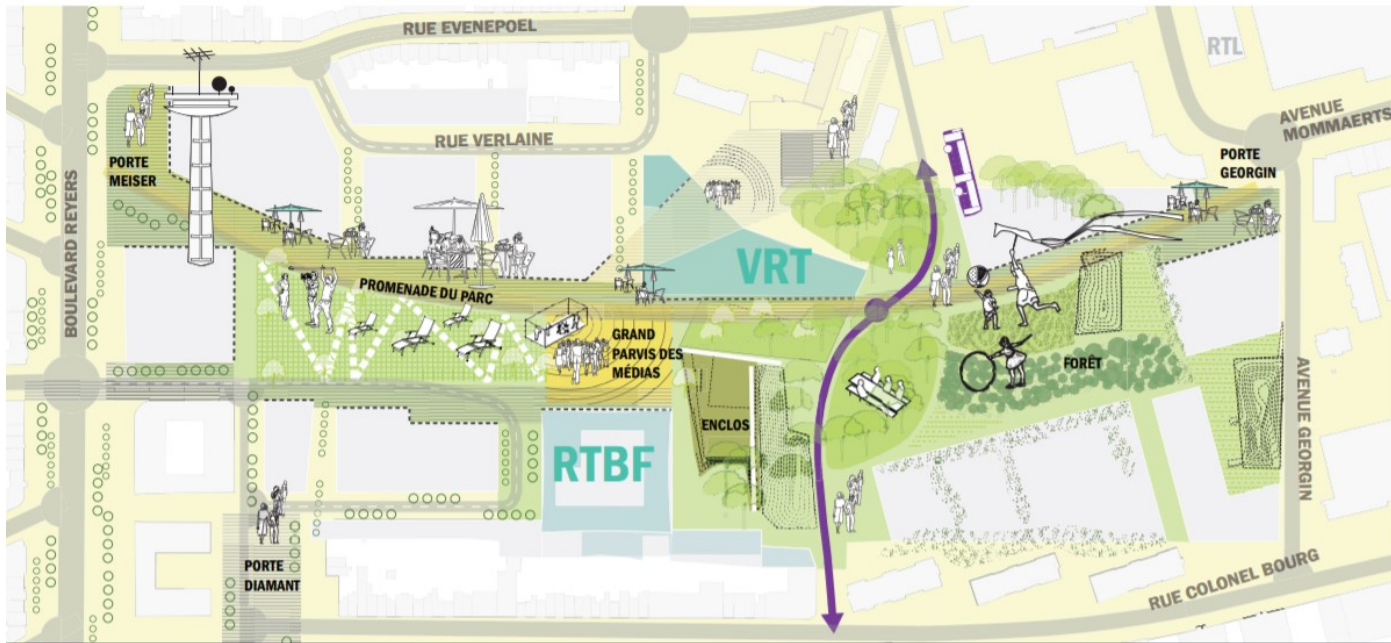 RUE EVENEPOEL
RTL
AVENUE
MOMMAERTS
RUE VERLAINE
PORTE
MEISER
PORTE
GEORGIN
BOULEVARD REYERS
VRT
PROMENADE DU PARC
GRAND
PARVIS DES
MÉDIAS
FORÊT
ENCLOS
RTBF
AVENUE GEORGIN
PORTE
DIAMANT
RUE COLONEL BOURG